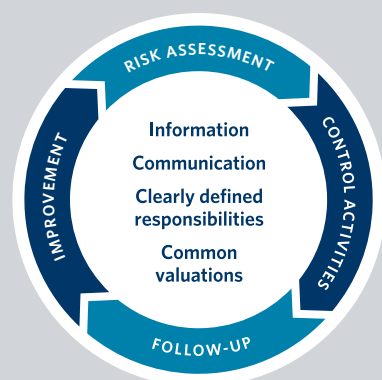 RISK ASSESSMENT
CONTROL ACTIVITIES
FOLLOW-UP
IMPROVEMENT
Information
Communication
Clearly defined
responsibilities
Common
valuations